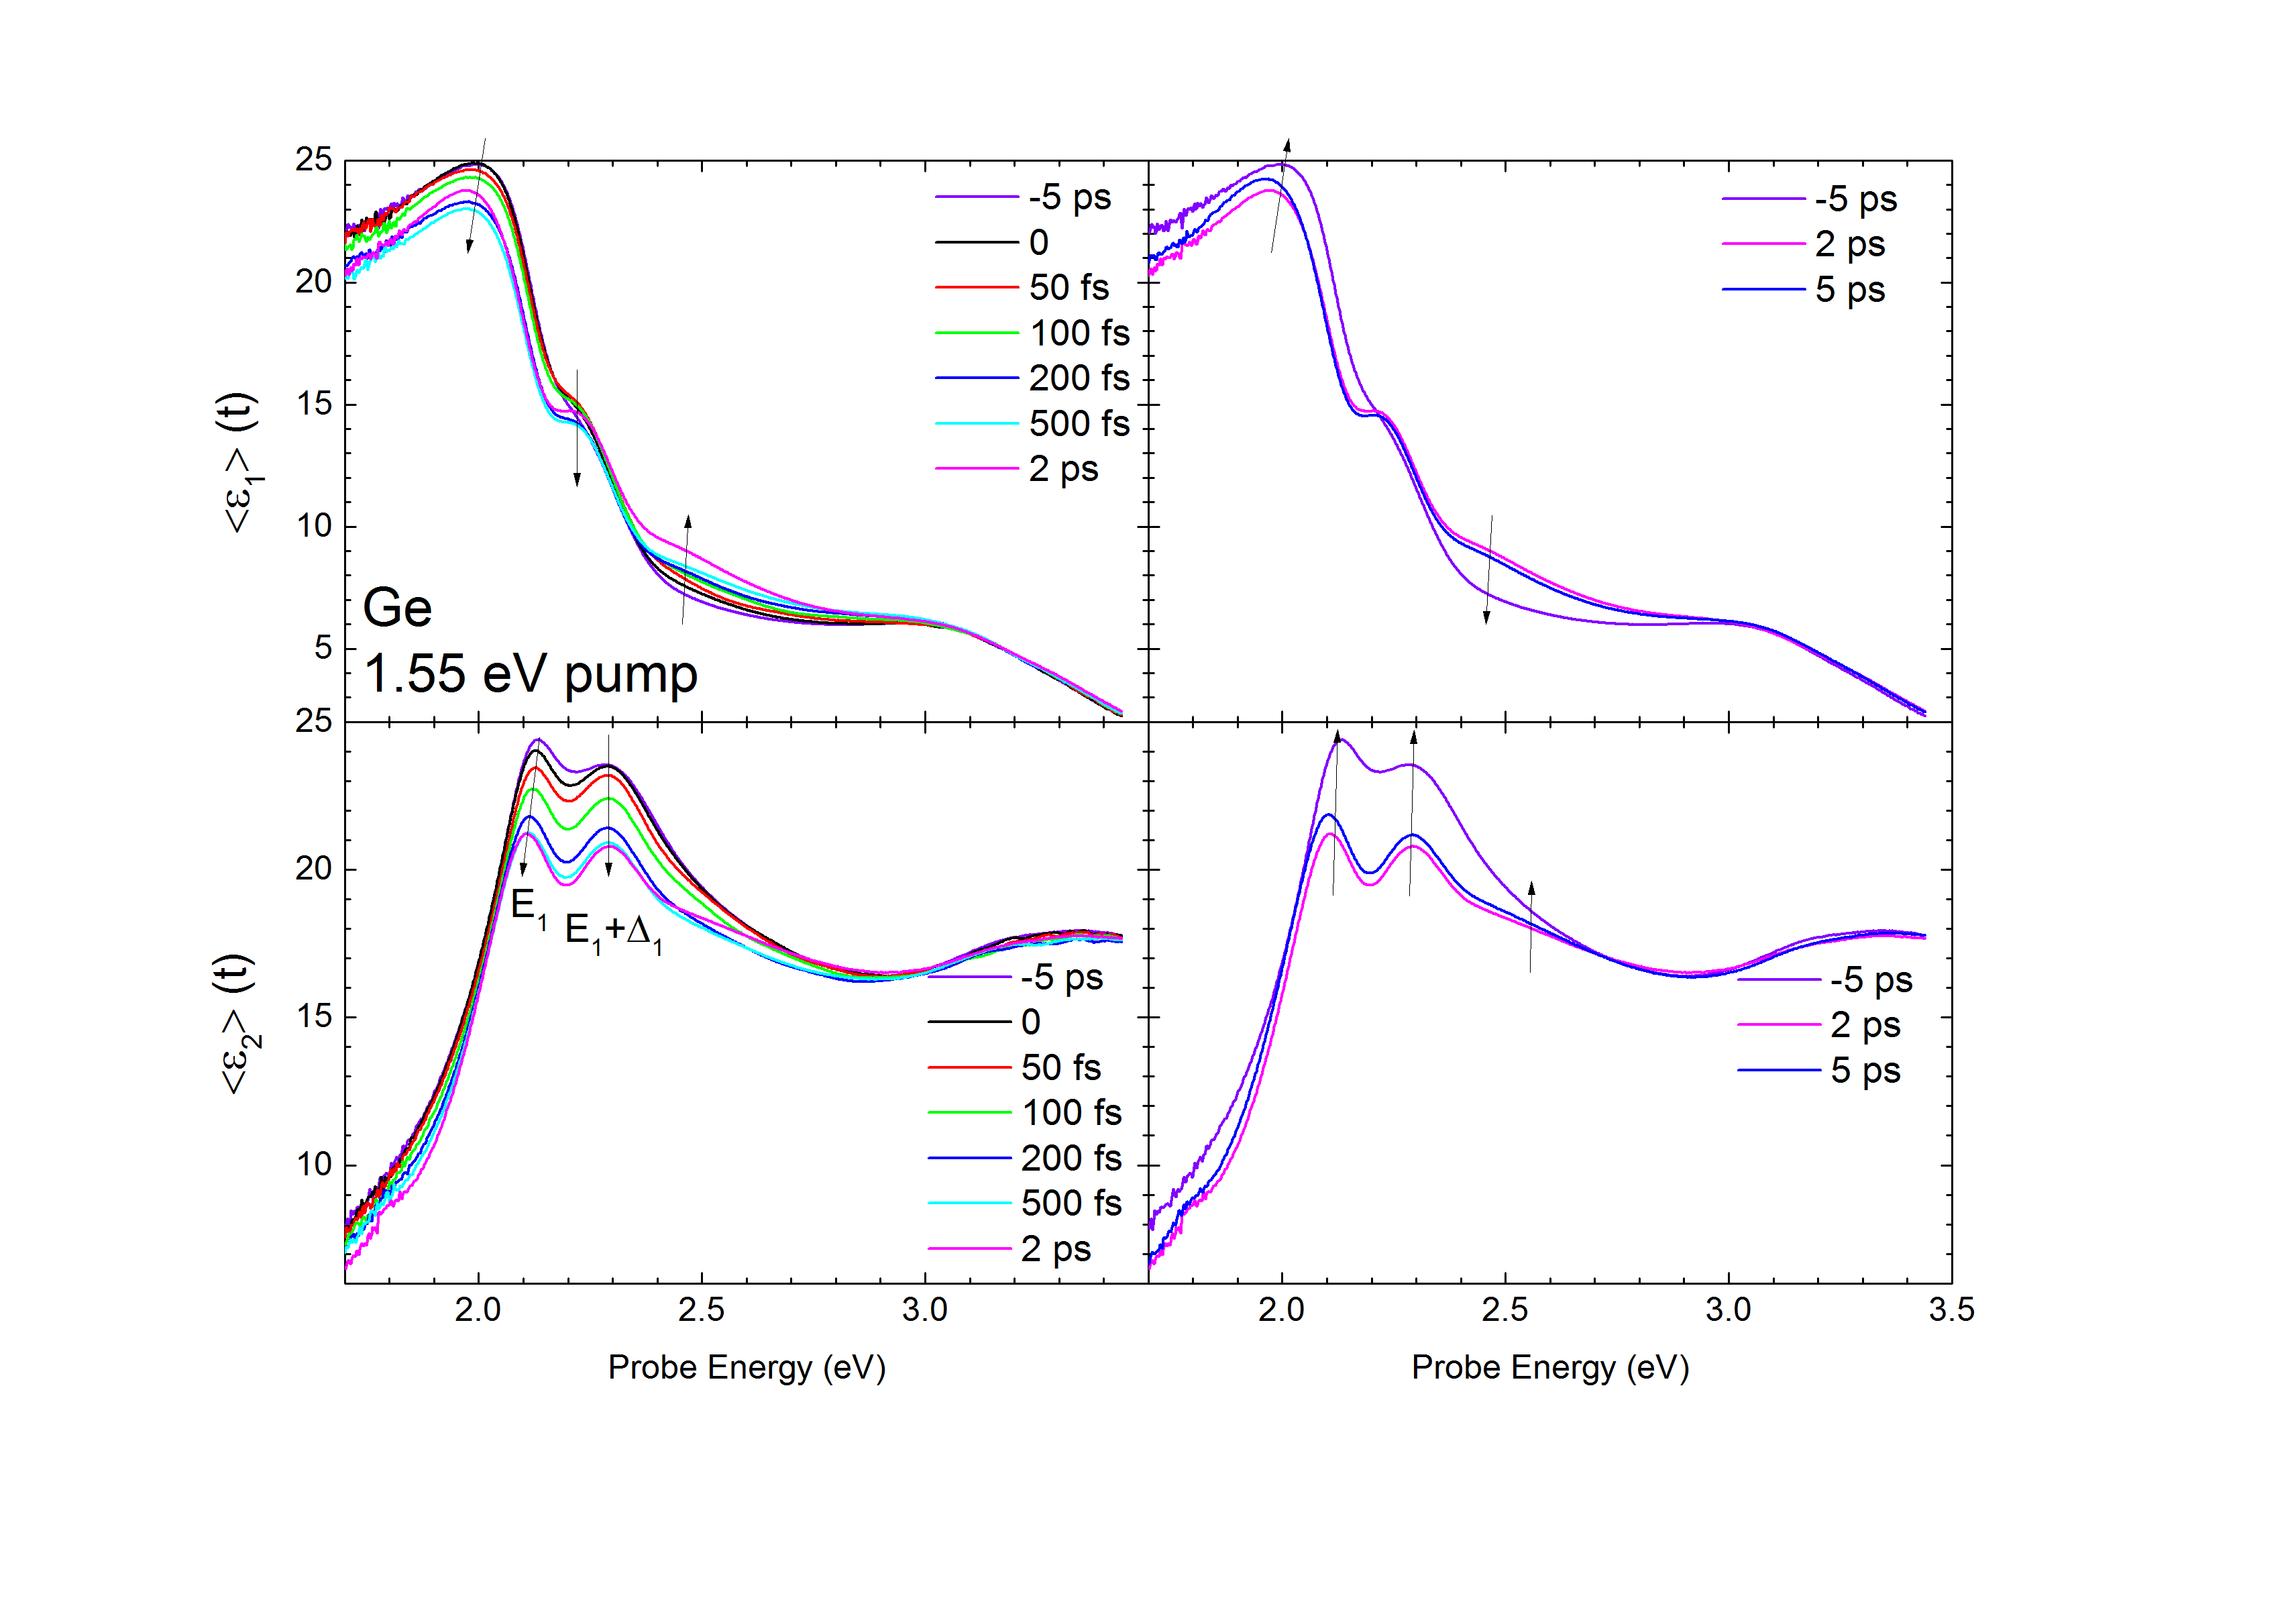 25
20
15
10
5
<ε1> (t)
Ge
1.55 eV pump
-5 ps
0
50 fs
100 fs
200 fs
500 fs
2 ps
-5 ps
2 ps
5 ps
25
20
15
10
<ε2> (t)
E1
E1+Δ1
-5 ps
0
50 fs
100 fs
200 fs
500 fs
2 ps
-5 ps
2 ps
5 ps
2.0 2.5 3.0
2.0 2.5 3.0 3.5
Probe Energy (eV)
Probe Energy (eV)